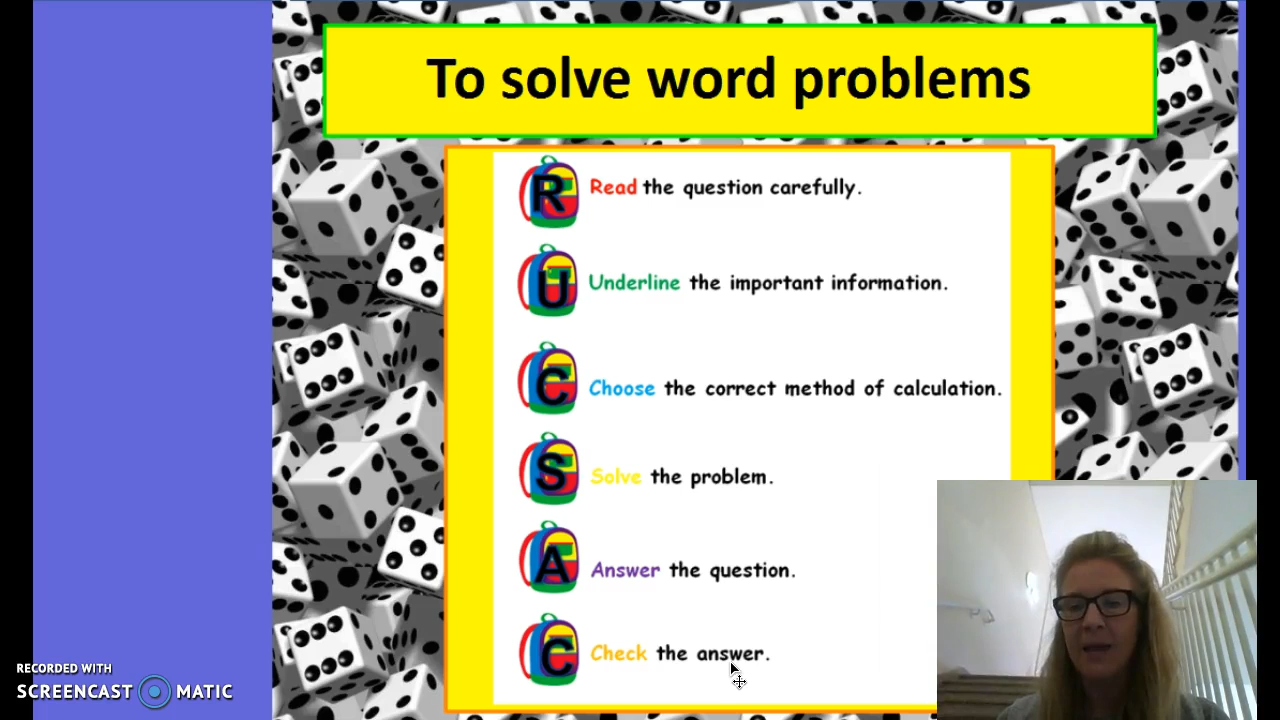 To solve word problems
R Read the question carefully.
U Underline the important information.
C Choose the correct method of calculation.
S Solve the problem.
A Answer the question.
C Check the answer.
RECORDED WITH
SCREENCAST MATIC